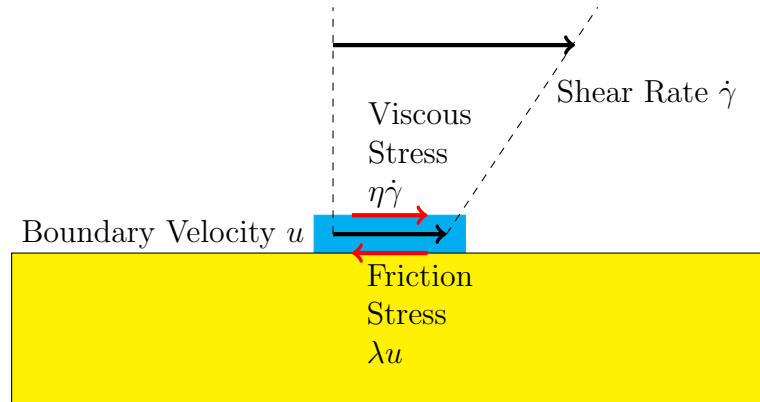 Shear Rate γ̇
Viscous
Stress
ηγ̇
Boundary Velocity u
Friction
Stress
λu